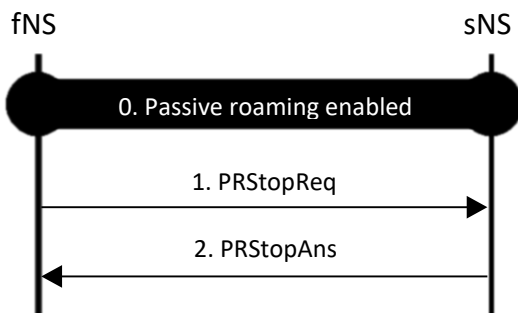 fNS
sNS
0. Passive roaming enabled
1. PRStopReq
2. PRStopAns